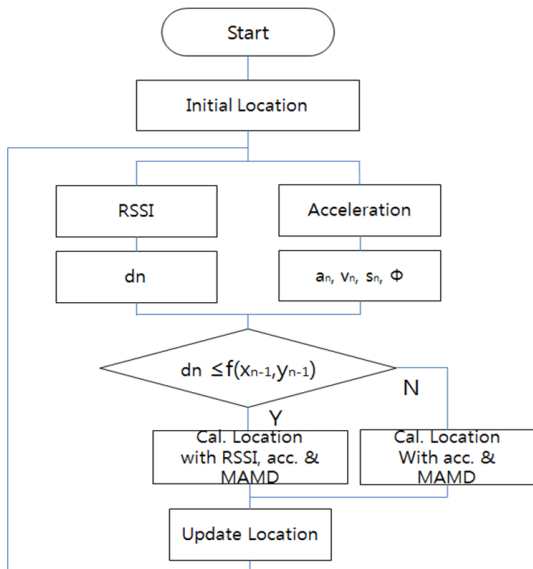 Start
Initial Location
RSSI
Acceleration
dn
aₙ, vₙ, sₙ, Φ
dn ≤f(xₙ₋₁,yₙ₋₁)
N
Y
Cal. Location
with RSSI, acc. &
MAMD
Cal. Location
With acc. &
MAMD
Update Location